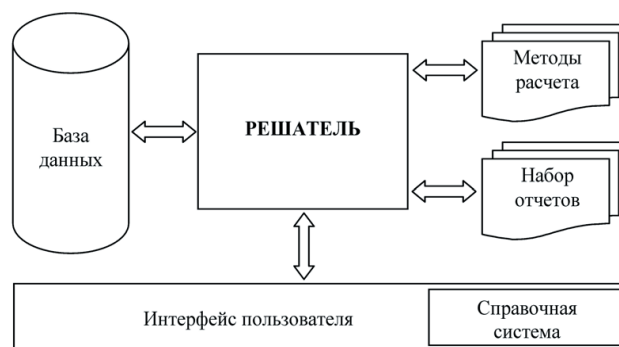 База
данных
РЕШАТЕЛЬ
Методы
расчета
Набор
отчетов
Интерфейс пользователя
Справочная
система